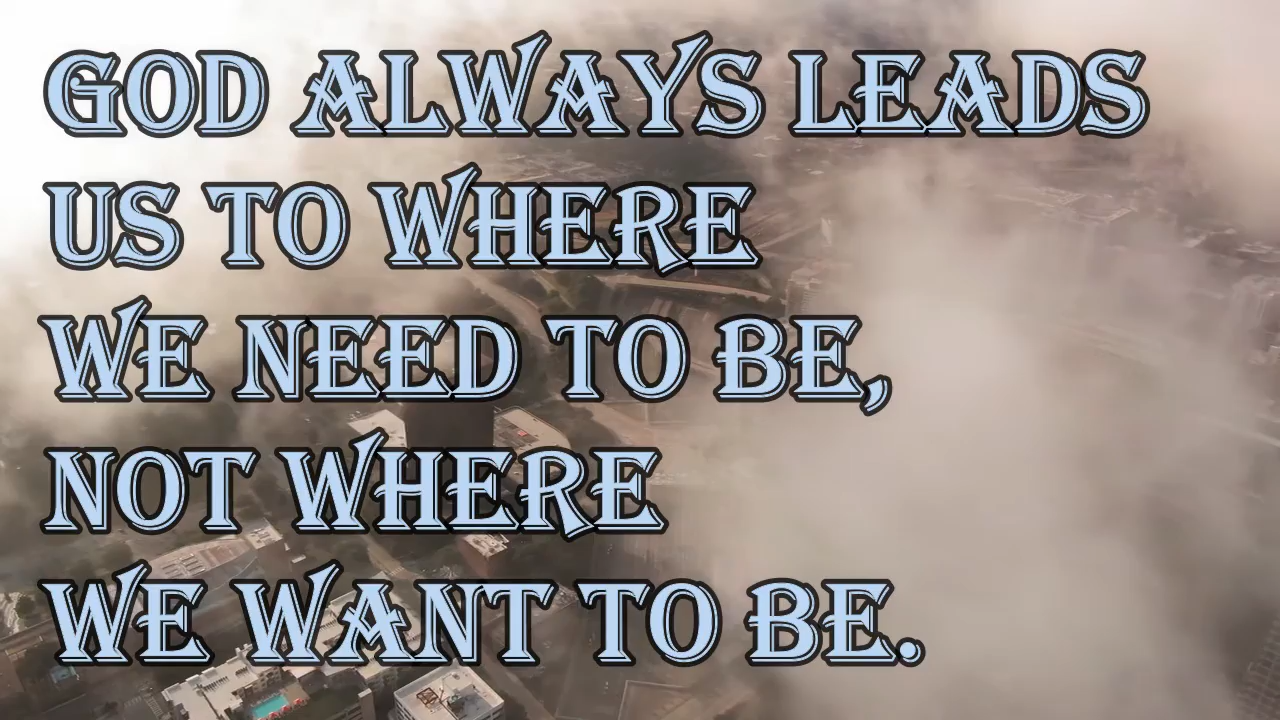 GOD ALWAYS LEADS
US TO WHERE
WE NEED TO BE,
NOT WHERE
WE WANT TO BE.